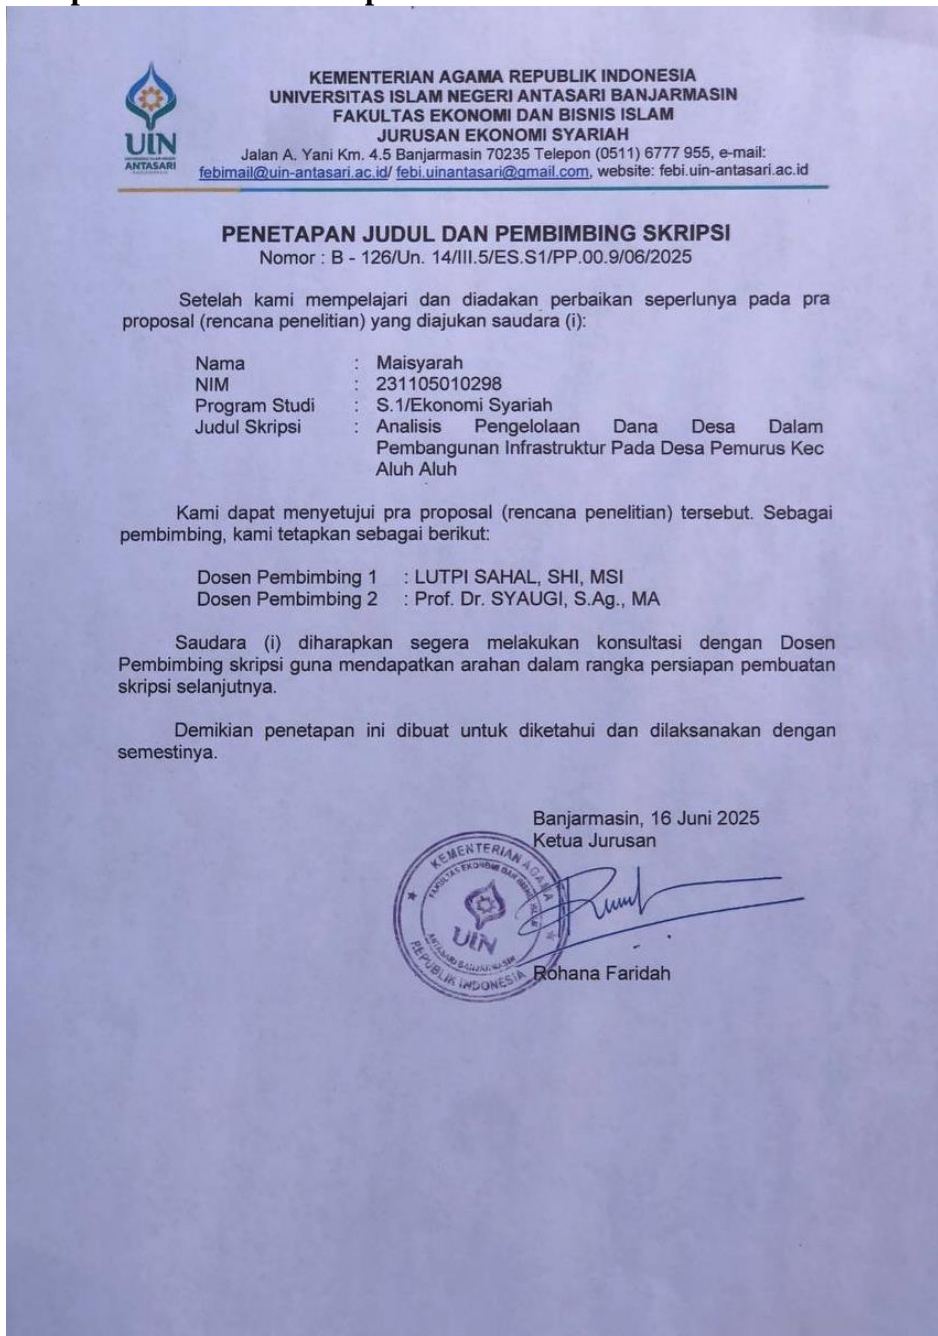 KEMENTERIAN AGAMA REPUBLIK INDONESIA
UNIVERSITAS ISLAM NEGERI ANTASARI BANJARMASIN
FAKULTAS EKONOMI DAN BISNIS ISLAM
JURUSAN EKONOMI SYARIAH
Jalan A. Yani Km. 4.5 Banjarmasin 70235 Telepon (0511) 6777 955, e-mail:
febimail@uin-antasari.ac.id/ febi.uinantasari@gmail.com, website: febi.uin-antasari.ac.id
UIN
ANTASARI
PENETAPAN JUDUL DAN PEMBIMBING SKRIPSI
Nomor : B - 126/Un. 14/III.5/ES.S1/PP.00.9/06/2025
Setelah kami mempelajari dan diadakan perbaikan seperlunya pada pra
proposal (rencana penelitian) yang diajukan saudara (i):
Nama : Maisyarah
NIM : 231105010298
Program Studi : S.1/Ekonomi Syariah
Judul Skripsi : Analisis Pengelolaan Dana Desa Dalam
Pembangunan Infrastruktur Pada Desa Pemurus Kec
Aluh Aluh
Kami dapat menyetujui pra proposal (rencana penelitian) tersebut. Sebagai
pembimbing, kami tetapkan sebagai berikut:
Dosen Pembimbing 1 : LUTPI SAHAL, SHI, MSI
Dosen Pembimbing 2 : Prof. Dr. SYAUGI, S.Ag., MA
Saudara (i) diharapkan segera melakukan konsultasi dengan Dosen
Pembimbing skripsi guna mendapatkan arahan dalam rangka persiapan pembuatan
skripsi selanjutnya.
Demikian penetapan ini dibuat untuk diketahui dan dilaksanakan dengan
semestinya.
Banjarmasin, 16 Juni 2025
Ketua Jurusan
KEMENTERIAN AGAMA
FAKULTAS EKONOMI DAN BISNIS ISLAM
UIN
ANTASARI BANJARMASIN
REPUBLIK INDONESIA
Rohana Faridah